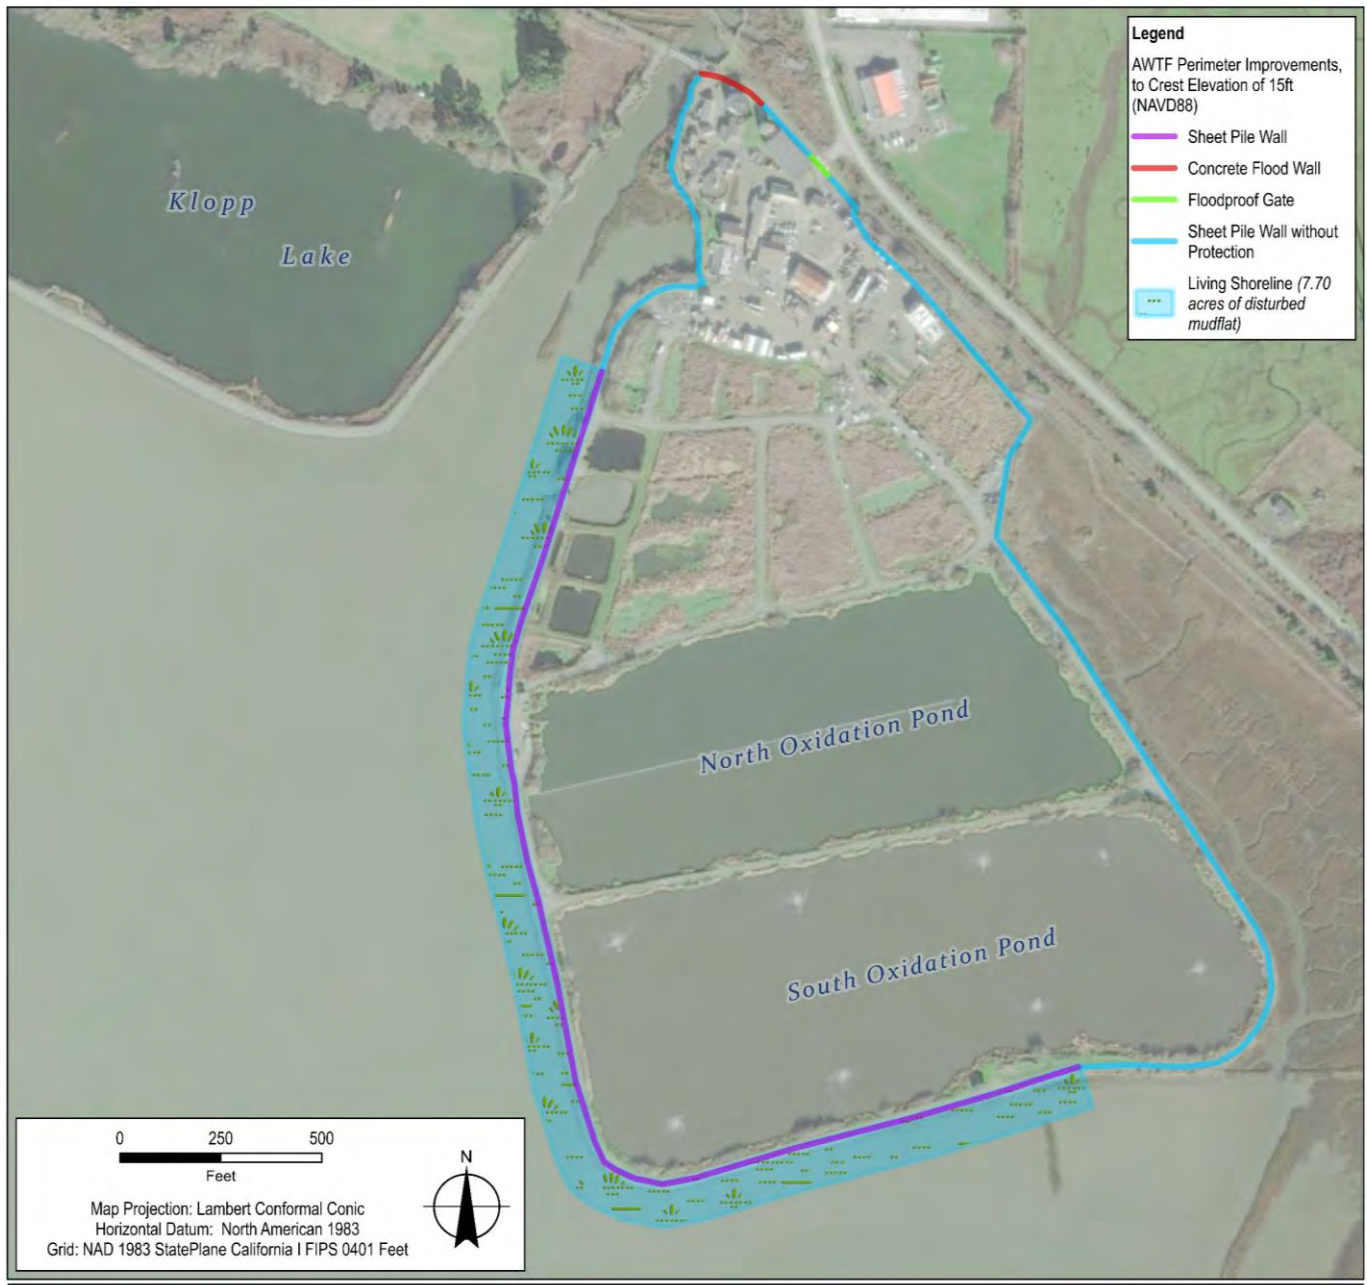 Legend
AWTF Perimeter Improvements,
to Crest Elevation of 15ft
(NAVD88)
Sheet Pile Wall
Concrete Flood Wall
Floodproof Gate
Sheet Pile Wall without
Protection
Living Shoreline (7.70
acres of disturbed
mudflat)
Klopp
Lake
North Oxidation Pond
South Oxidation Pond
0 250 500
Feet
N
Map Projection: Lambert Conformal Conic
Horizontal Datum: North American 1983
Grid: NAD 1983 StatePlane California I FIPS 0401 Feet